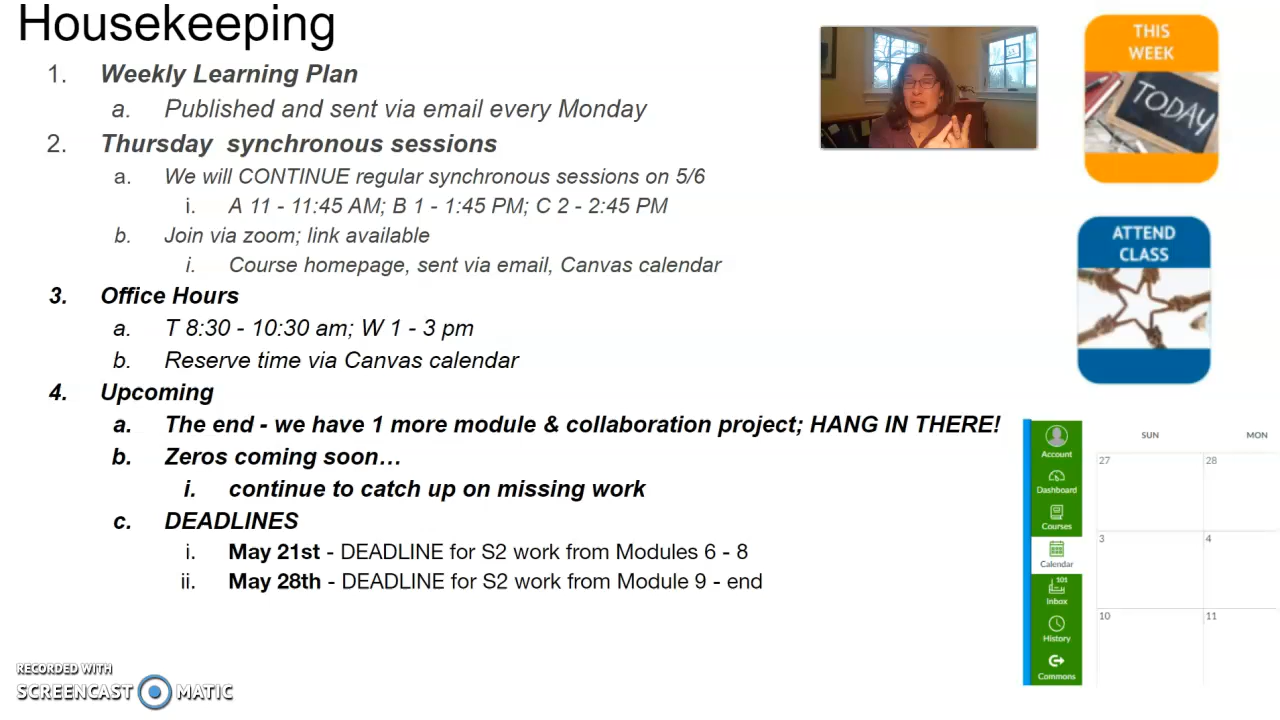 Housekeeping
1. Weekly Learning Plan
a. Published and sent via email every Monday
2. Thursday synchronous sessions
a. We will CONTINUE regular synchronous sessions on 5/6
i. A 11 - 11:45 AM; B 1 - 1:45 PM; C 2 - 2:45 PM
b. Join via zoom; link available
i. Course homepage, sent via email, Canvas calendar
3. Office Hours
a. T 8:30 - 10:30 am; W 1 - 3 pm
b. Reserve time via Canvas calendar
4. Upcoming
a. The end - we have 1 more module & collaboration project; HANG IN THERE!
b. Zeros coming soon...
i. continue to catch up on missing work
c. DEADLINES
i. May 21st - DEADLINE for S2 work from Modules 6 - 8
ii. May 28th - DEADLINE for S2 work from Module 9 - end
THIS
WEEK
TODAY
ATTEND
CLASS
Account
Dashboard
Courses
Calendar
101
Inbox
History
Commons
SUN MON
27 28
3 4
10 11
RECORDED WITH
SCREENCAST MATIC